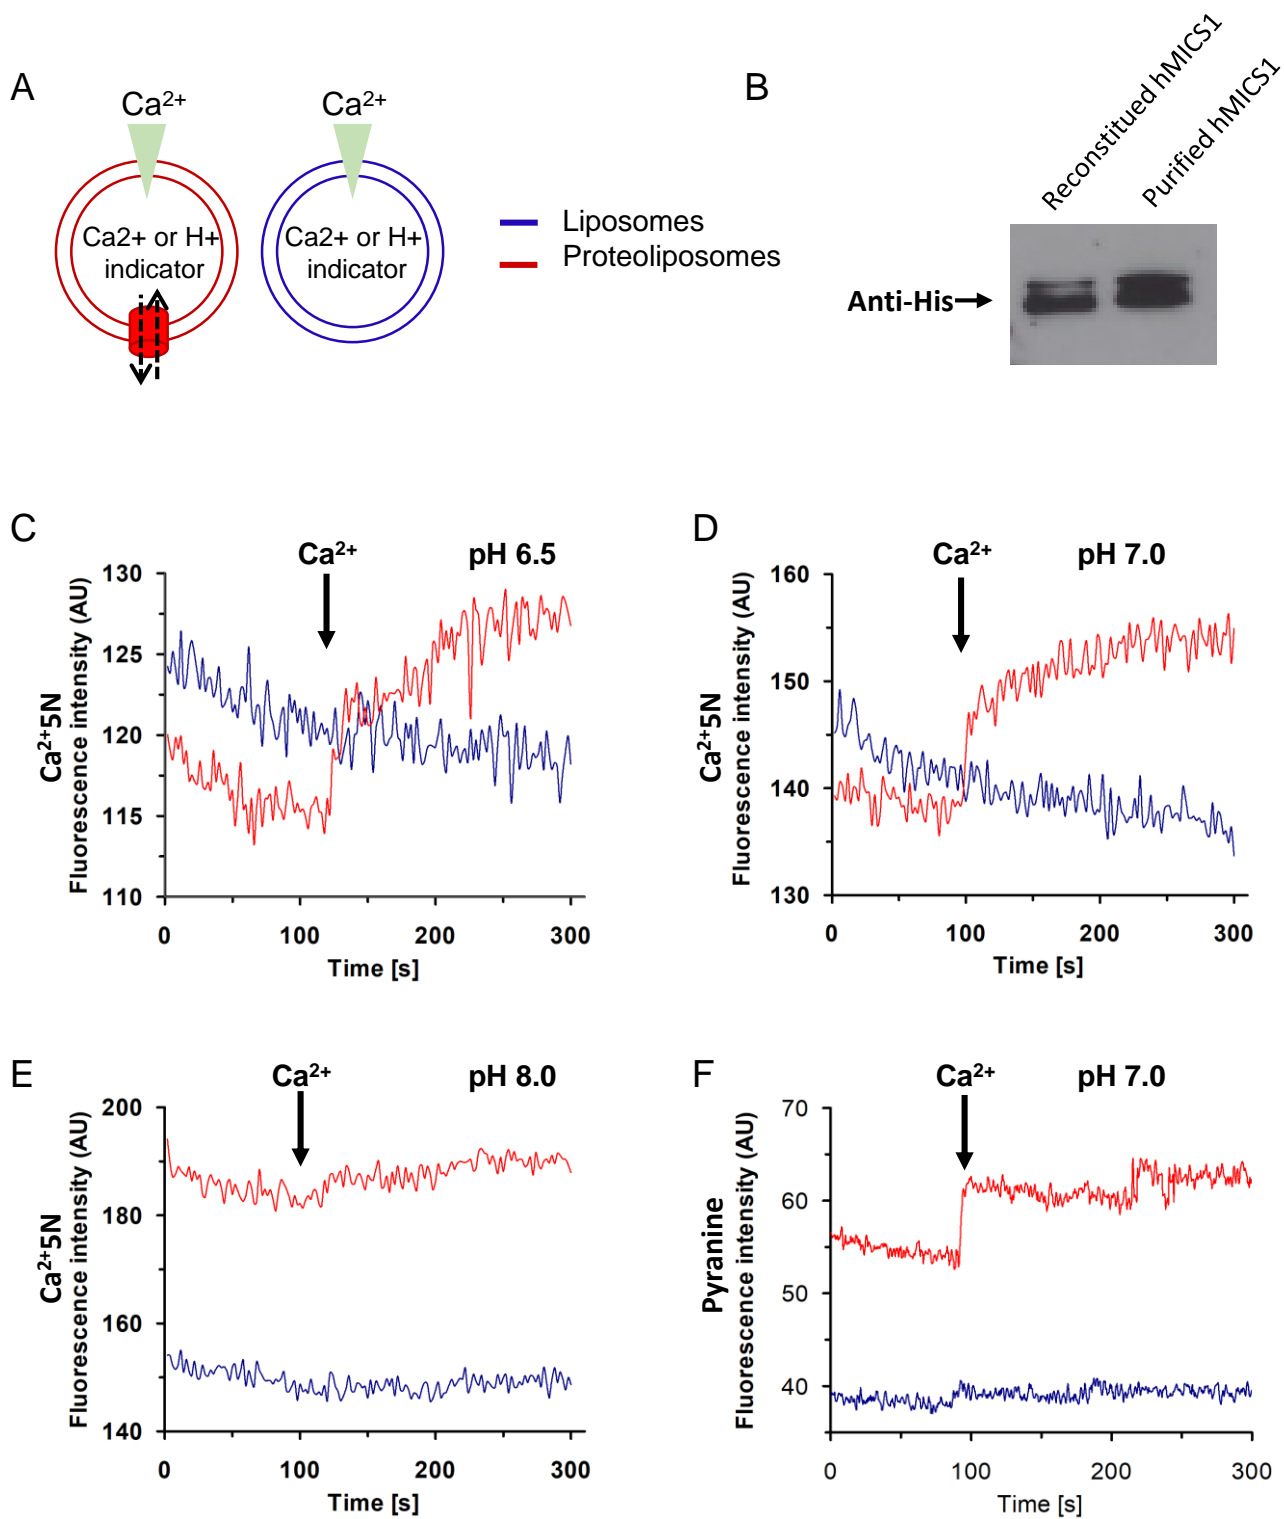 A
Ca²⁺
Ca²⁺
Ca2+ or H+
indicator
Ca2+ or H+
indicator
Liposomes
Proteoliposomes
B
Reconstitued hMICS1
Purified hMICS1
Anti-His
C
Ca²⁺
pH 6.5
Ca²⁺5N
Fluorescence intensity (AU)
130
125
120
115
110
0
100
200
300
Time [s]
D
Ca²⁺
pH 7.0
Ca²⁺5N
Fluorescence intensity (AU)
160
150
140
130
0
100
200
300
Time [s]
E
Ca²⁺
pH 8.0
Ca²⁺5N
Fluorescence intensity (AU)
200
180
160
140
0
100
200
300
Time [s]
F
Ca²⁺
pH 7.0
Pyranine
Fluorescence intensity (AU)
70
60
50
40
0
100
200
300
Time [s]